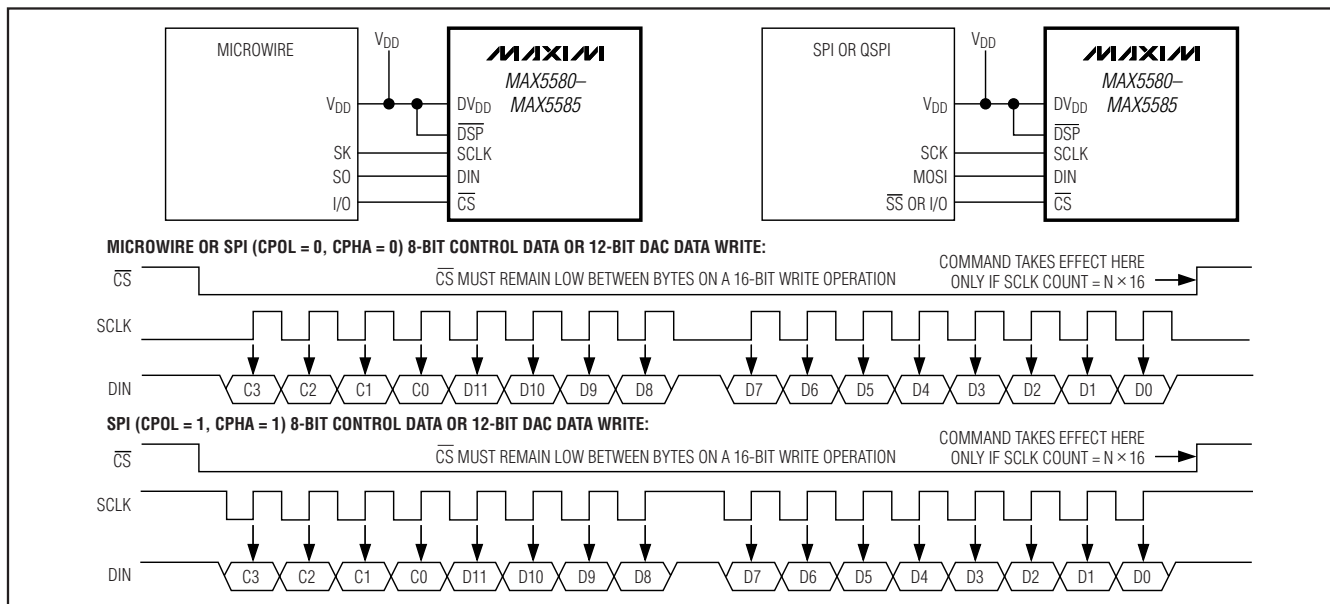 MICROWIRE
VDD
VDD
SK
SO
I/O
MAXIM
MAX5580–
MAX5585
DVDD
DSP
SCLK
DIN
CS
SPI OR QSPI
VDD
VDD
SCK
MOSI
SS OR I/O
MAXIM
MAX5580–
MAX5585
DVDD
DSP
SCLK
DIN
CS
MICROWIRE OR SPI (CPOL = 0, CPHA = 0) 8-BIT CONTROL DATA OR 12-BIT DAC DATA WRITE:
CS
CS MUST REMAIN LOW BETWEEN BYTES ON A 16-BIT WRITE OPERATION
COMMAND TAKES EFFECT HERE
ONLY IF SCLK COUNT = N × 16
SCLK
DIN
C3 C2 C1 C0 D11 D10 D9 D8 D7 D6 D5 D4 D3 D2 D1 D0
SPI (CPOL = 1, CPHA = 1) 8-BIT CONTROL DATA OR 12-BIT DAC DATA WRITE:
CS
CS MUST REMAIN LOW BETWEEN BYTES ON A 16-BIT WRITE OPERATION
COMMAND TAKES EFFECT HERE
ONLY IF SCLK COUNT = N × 16
SCLK
DIN
C3 C2 C1 C0 D11 D10 D9 D8 D7 D6 D5 D4 D3 D2 D1 D0